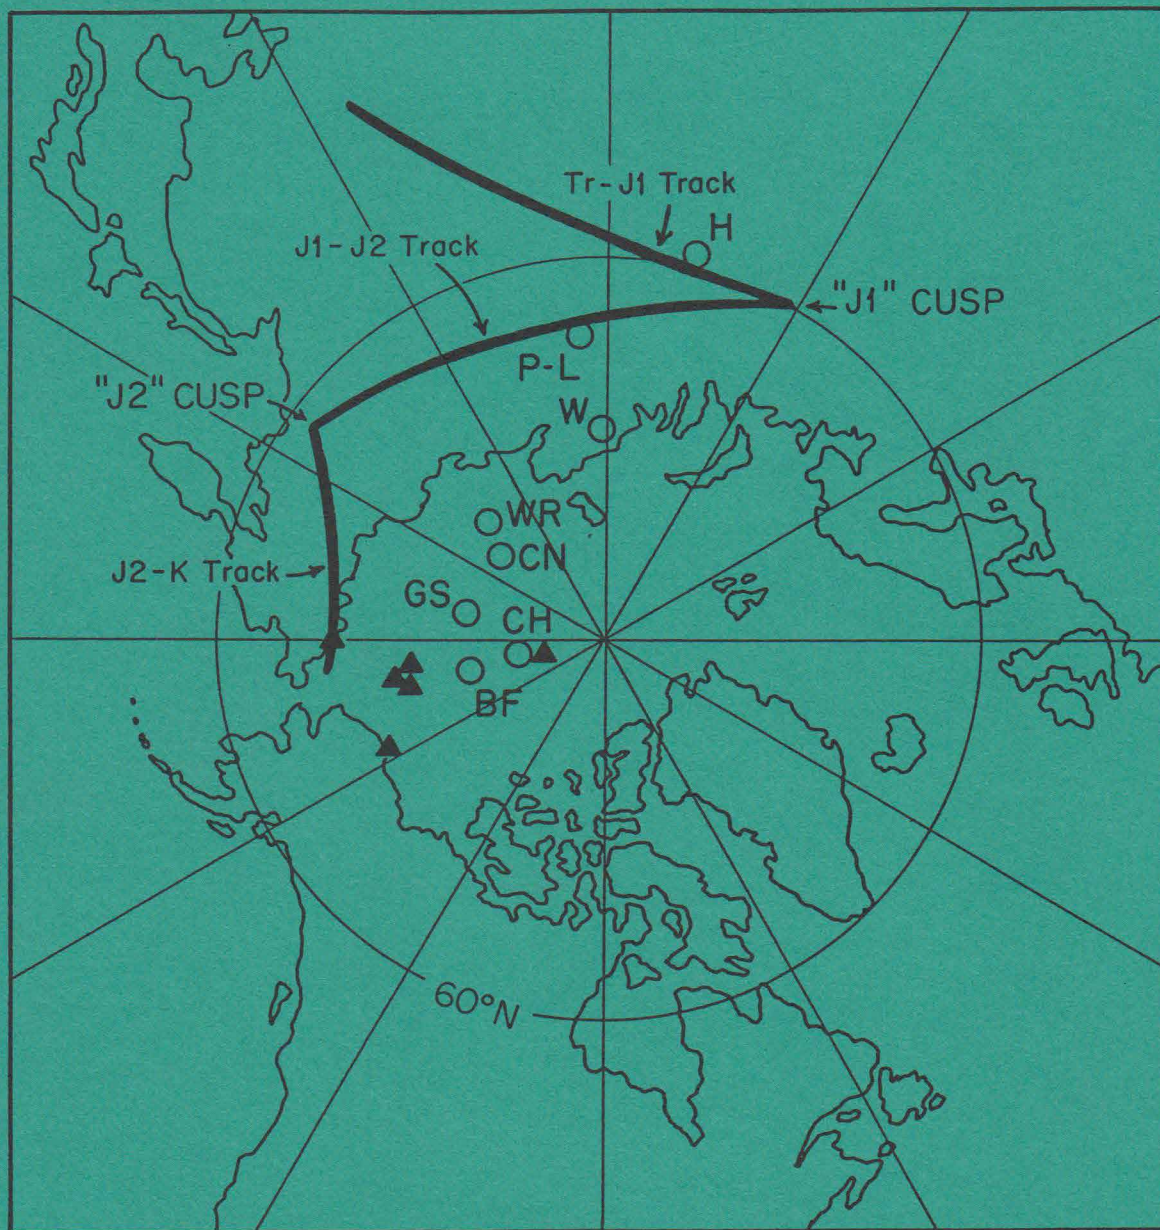 Tr-J1 Track
H
J1-J2 Track
"J1" CUSP
P-L
"J2" CUSP
W
WR
CN
J2-K Track
GS
CH
BF
60°N